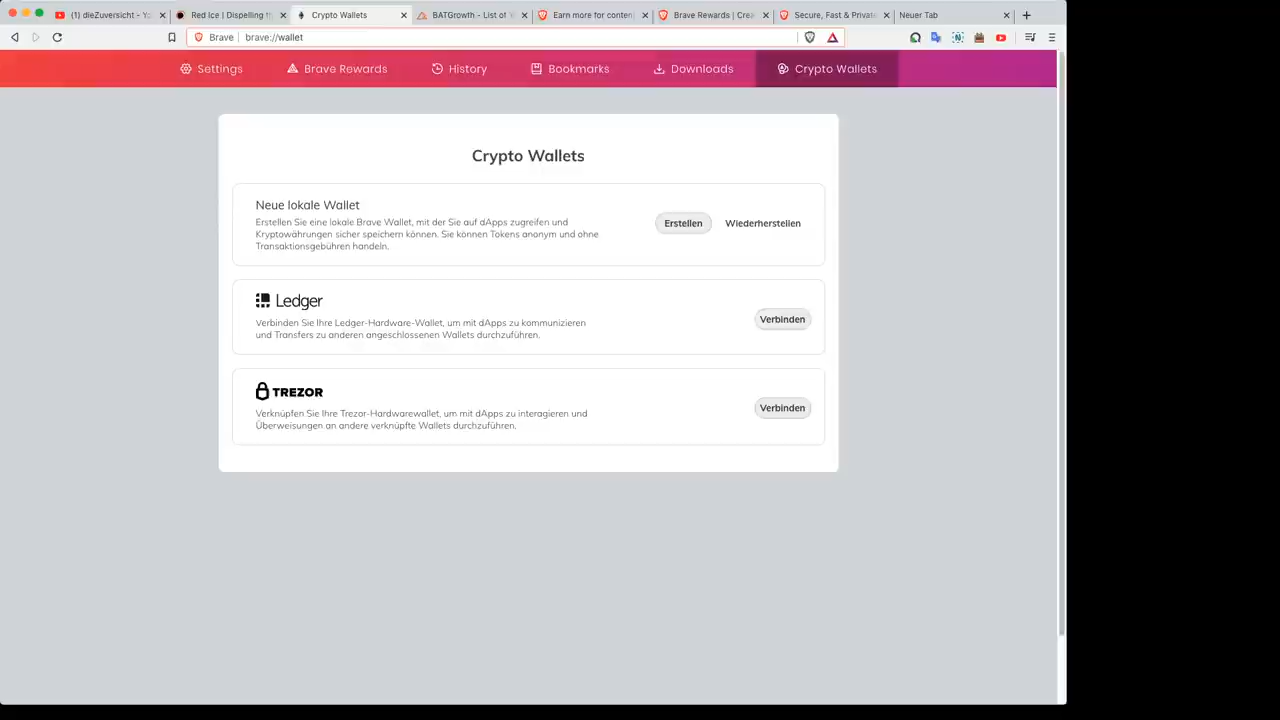 (1) dieZuversicht - Yo
Red Ice | Dispelling th
Crypto Wallets
BATGrowth - List of
Earn more for conten
Brave Rewards | Crea
Secure, Fast & Private
Neuer Tab
Brave brave://wallet
Settings
Brave Rewards
History
Bookmarks
Downloads
Crypto Wallets
Crypto Wallets
Neue lokale Wallet
Erstellen Sie eine lokale Brave Wallet, mit der Sie auf dApps zugreifen und
Kryptowährungen sicher speichern können. Sie können Tokens anonym und ohne
Transaktionsgebühren handeln.
Erstellen
Wiederherstellen
Ledger
Verbinden Sie Ihre Ledger-Hardware-Wallet, um mit dApps zu kommunizieren
und Transfers zu anderen angeschlossenen Wallets durchzuführen.
Verbinden
TREZOR
Verknüpfen Sie Ihre Trezor-Hardwarewallet, um mit dApps zu interagieren und
Überweisungen an andere verknüpfte Wallets durchzuführen.
Verbinden